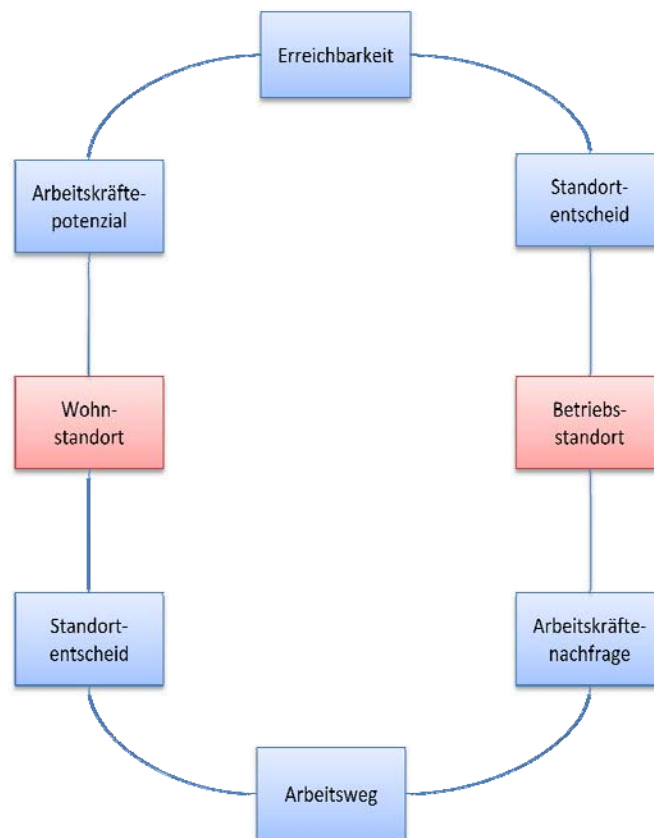 Erreichbarkeit
Arbeitskräfte-
potenzial
Standort-
entscheid
Wohn-
standort
Betriebs-
standort
Standort-
entscheid
Arbeitskräfte-
nachfrage
Arbeitsweg